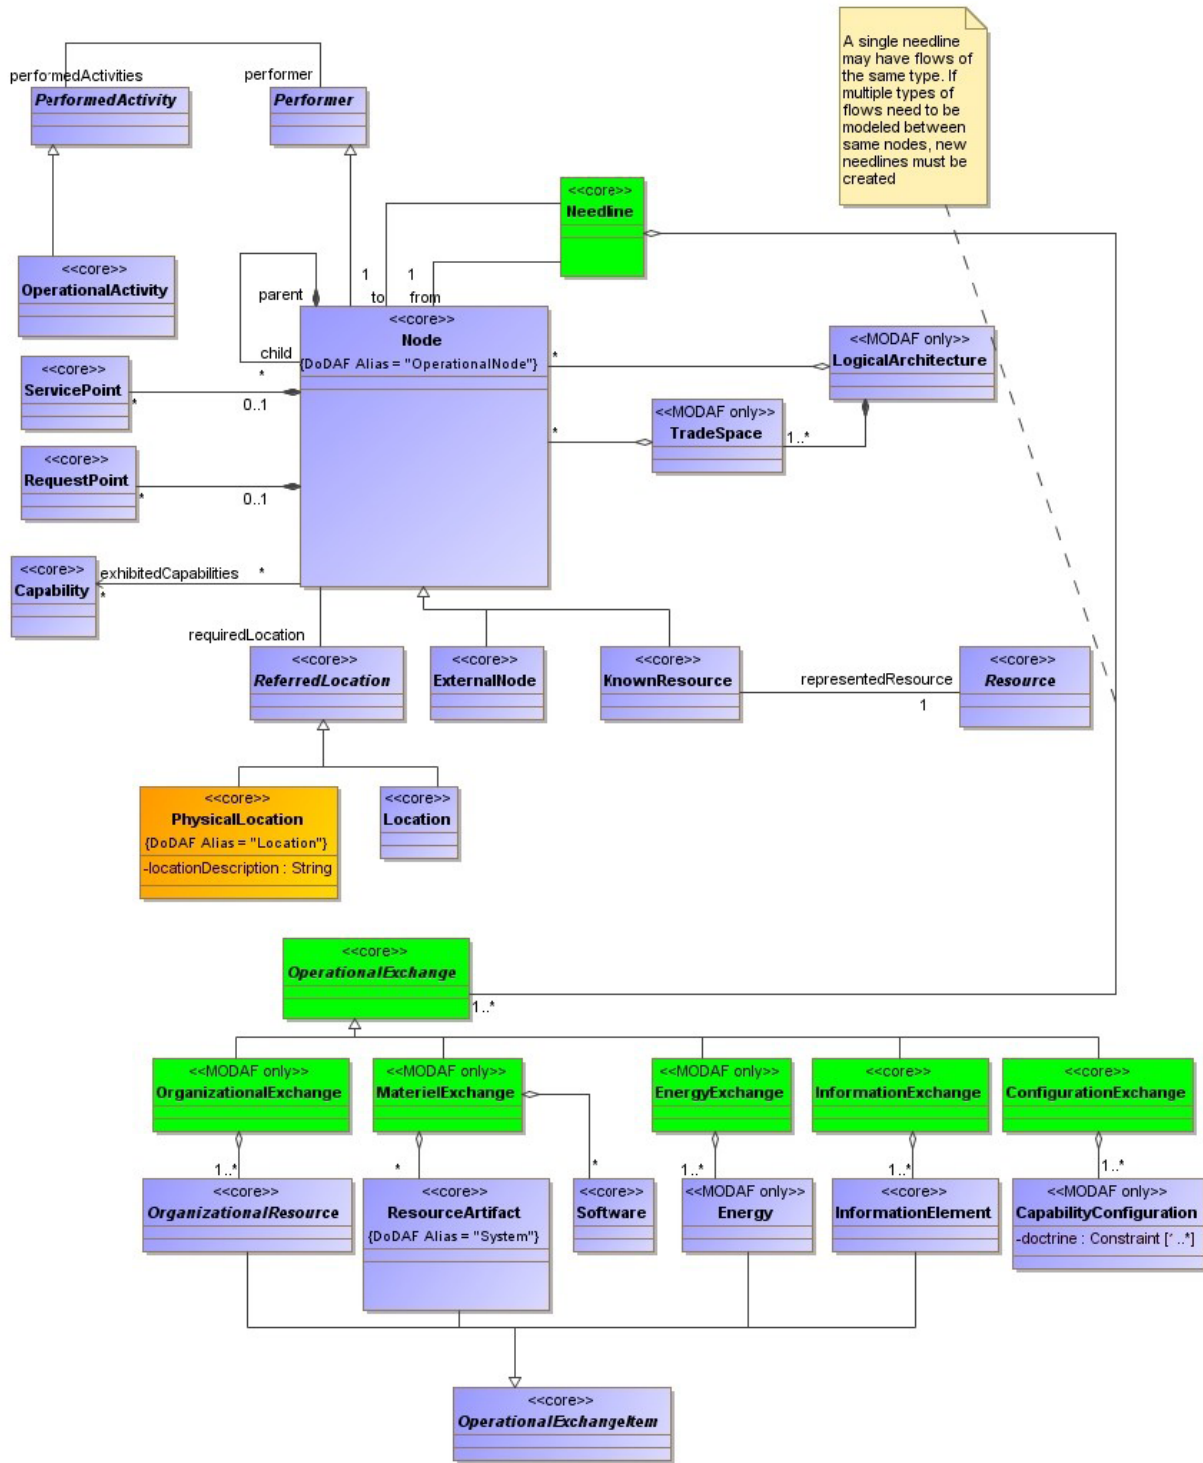 A single needline
may have flows of
the same type. If
multiple types of
flows need to be
modeled between
same nodes, new
needlines must be
created
performedActivities
performer
PerformedActivity
Performer
<<core>>
Needline
<<core>>
OperationalActivity
1
1
parent
to
from
<<core>>
Node
{DoDAF Alias = "OperationalNode"}
child
*
*
<<MODAF only>>
LogicalArchitecture
<<core>>
ServicePoint
*
0..1
<<MODAF only>>
TradeSpace
*
1..*
<<core>>
RequestPoint
*
0..1
<<core>>
Capability
exhibitedCapabilities
*
*
requiredLocation
<<core>>
ReferredLocation
<<core>>
ExternalNode
<<core>>
KnownResource
representedResource
1
<<core>>
Resource
<<core>>
PhysicalLocation
{DoDAF Alias = "Location"}
-locationDescription : String
<<core>>
Location
<<core>>
OperationalExchange
1..*
<<MODAF only>>
OrganizationalExchange
<<MODAF only>>
MaterielExchange
<<MODAF only>>
EnergyExchange
<<core>>
InformationExchange
<<core>>
ConfigurationExchange
1..*
*
*
1..*
1..*
1..*
<<core>>
OrganizationalResource
<<core>>
ResourceArtifact
{DoDAF Alias = "System"}
<<core>>
Software
<<MODAF only>>
Energy
<<core>>
InformationElement
<<MODAF only>>
CapabilityConfiguration
-doctrine : Constraint [* ..*]
<<core>>
OperationalExchangeItem